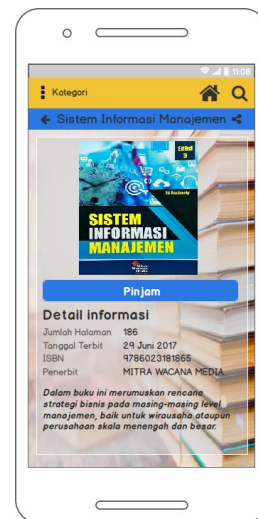 11:08
Kategori
Sistem Informasi Manajemen
Edisi
3
SISTEM
INFORMASI
MANAJEMEN
Pinjam
Detail informasi
Jumlah Halaman 186
Tanggal Terbit 29 Juni 2017
ISBN 9786023181865
Penerbit MITRA WACANA MEDIA
Dalam buku ini merumuskan rencana
strategi bisnis pada masing-masing level
manajemen, baik untuk wirausaha ataupun
perusahaan skala menengah dan besar.